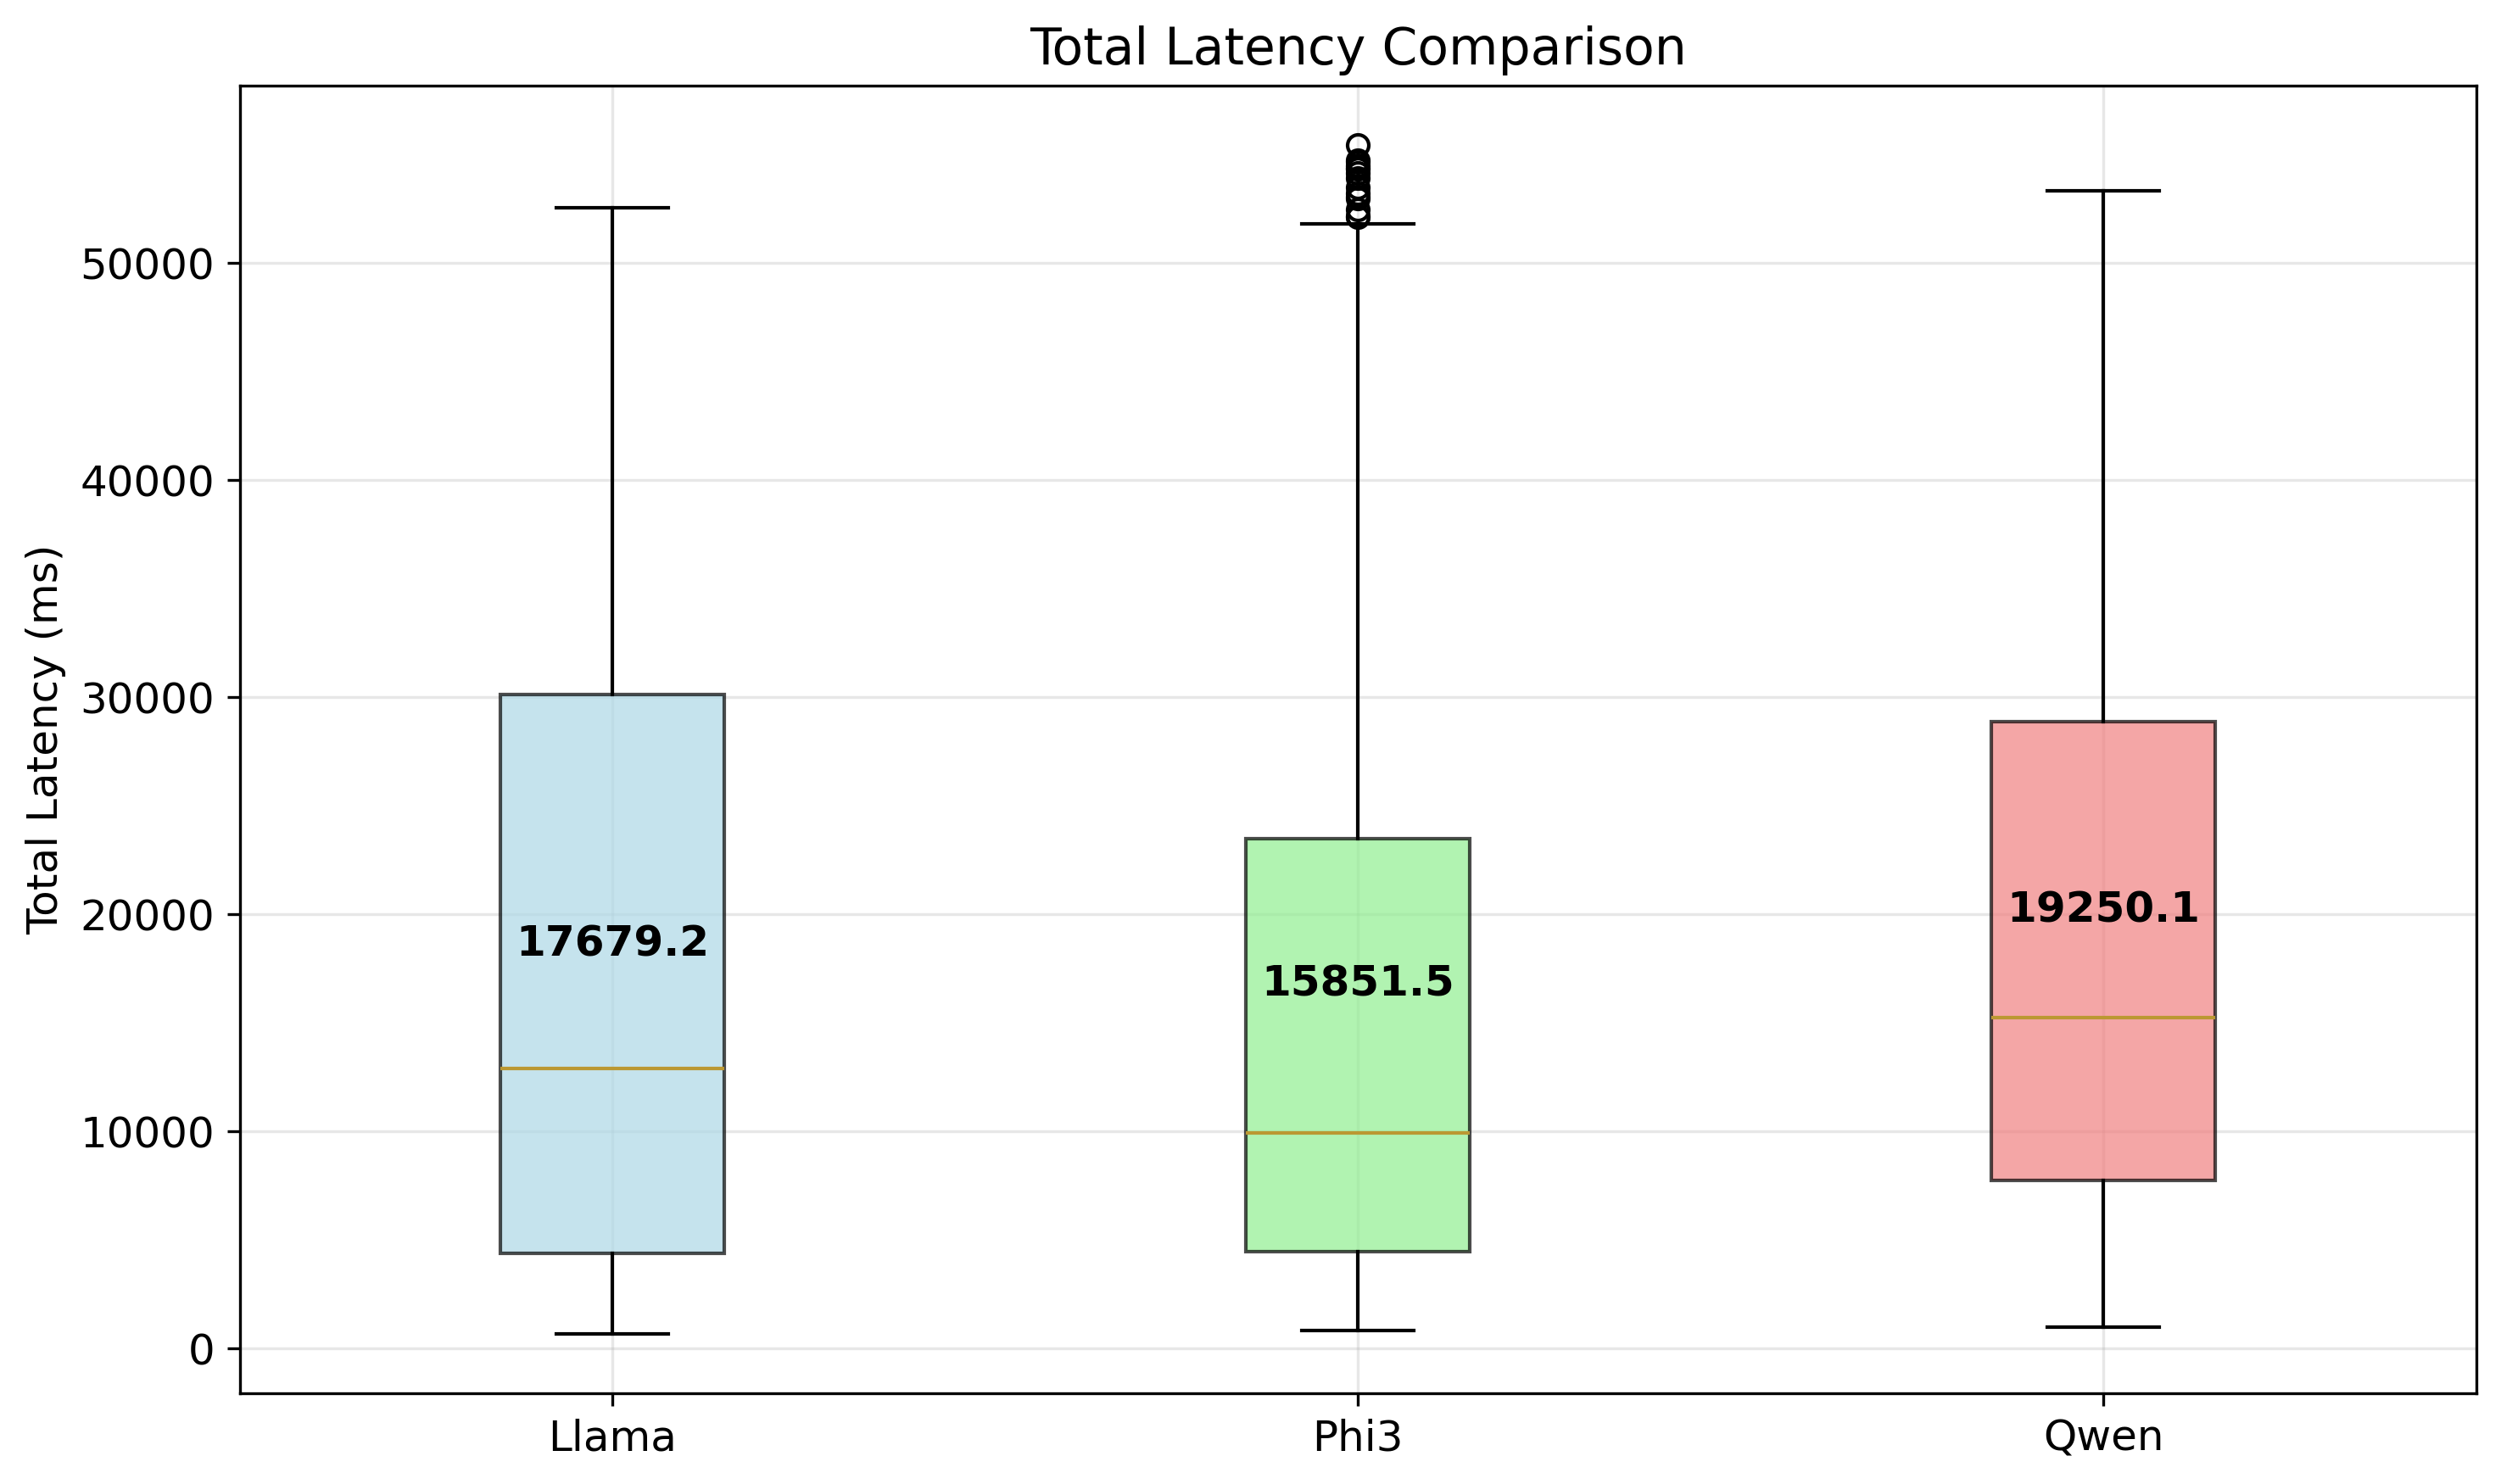 Total Latency Comparison
Total Latency (ms)
50000
40000
30000
20000
10000
0
17679.2
15851.5
19250.1
Llama
Phi3
Qwen